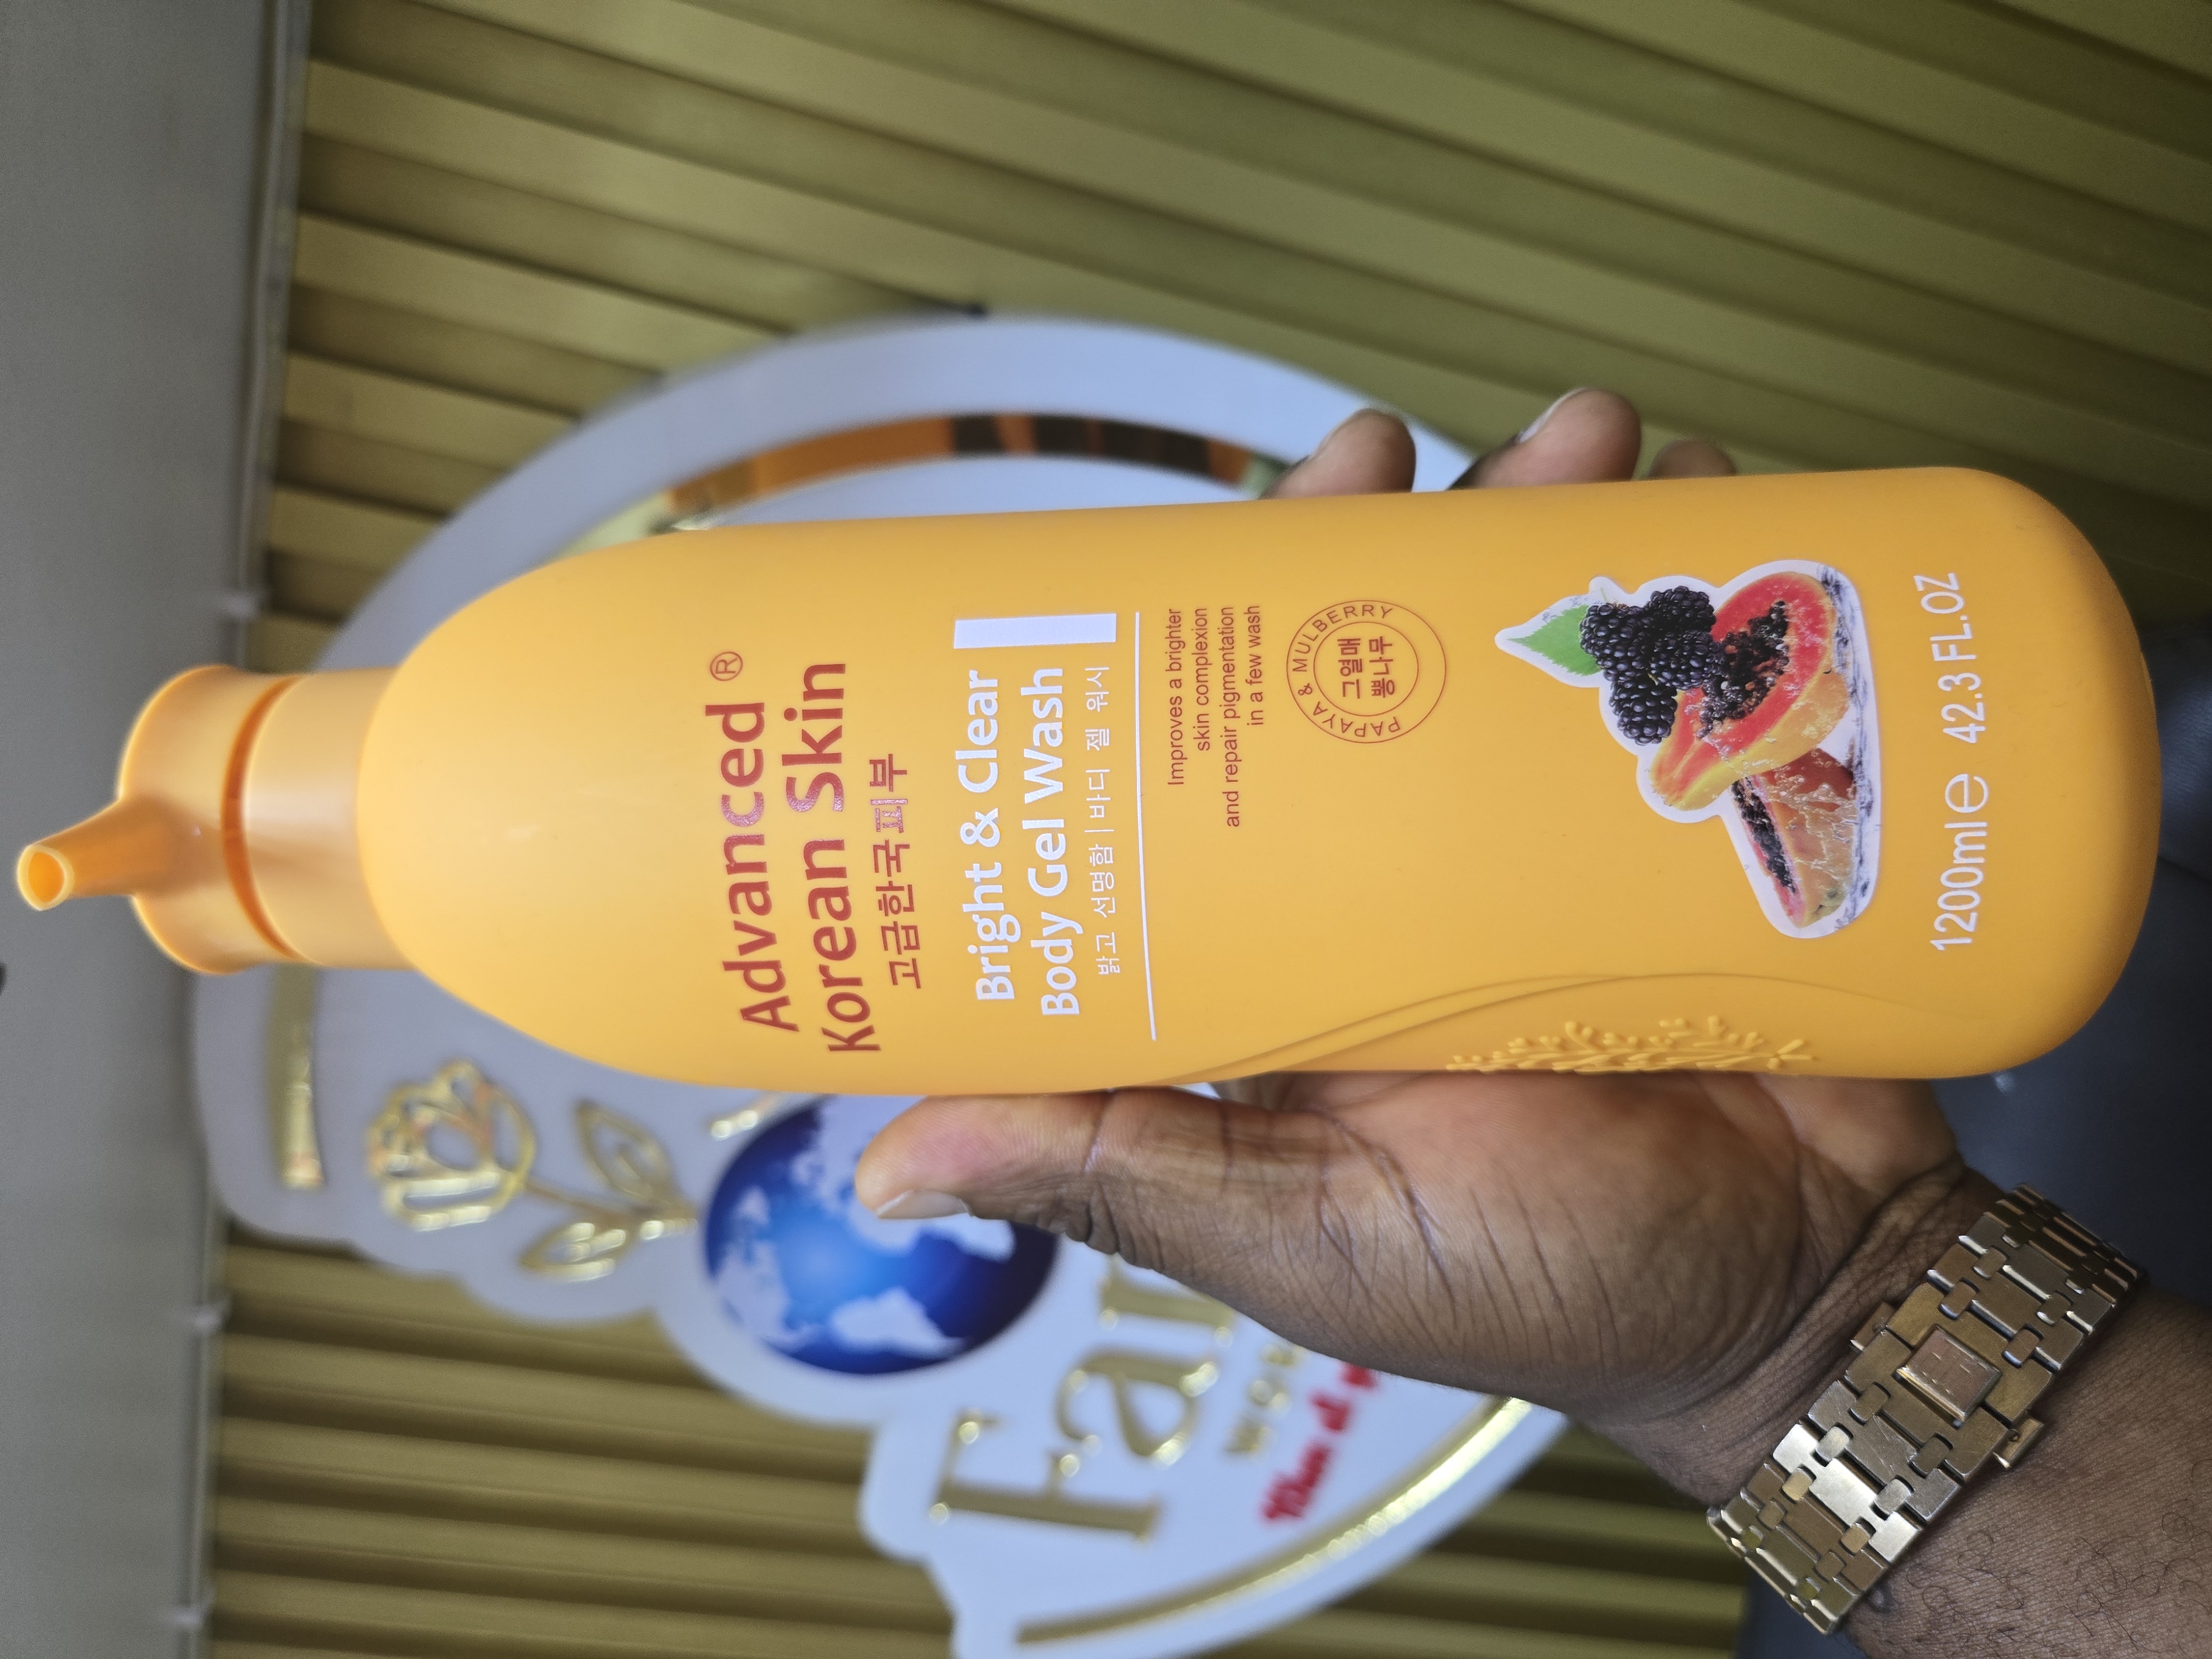 Advanced ®
Korean Skin
고급한국피부
Bright & Clear
Body Gel Wash
밝고 선명함 | 바디 젤 워시
Improves a brighter
skin complexion
and repair pigmentation
in a few wash
PAPAYA & MULBERRY
그열매
뽕나무
1200ml e 42.3 FL.OZ